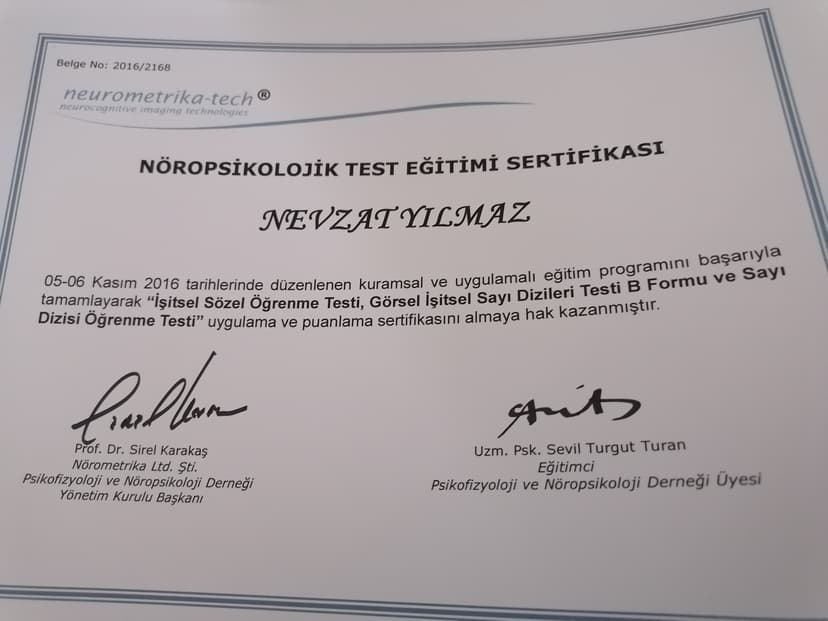 Belge No: 2016/2168
neurometrika-tech®
neurocognitive imaging technologies
NÖROPSİKOLOJİK TEST EĞİTİMİ SERTİFİKASI
NEVZAT YILMAZ
05-06 Kasım 2016 tarihlerinde düzenlenen kuramsal ve uygulamalı eğitim programını başarıyla
tamamlayarak “İşitsel Sözel Öğrenme Testi, Görsel İşitsel Sayı Dizileri Testi B Formu ve Sayı
Dizisi Öğrenme Testi” uygulama ve puanlama sertifikasını almaya hak kazanmıştır.
Prof. Dr. Sirel Karakaş
Nörometrika Ltd. Şti.
Psikofizyoloji ve Nöropsikoloji Derneği
Yönetim Kurulu Başkanı
Uzm. Psk. Sevil Turgut Turan
Eğitimci
Psikofizyoloji ve Nöropsikoloji Derneği Üyesi